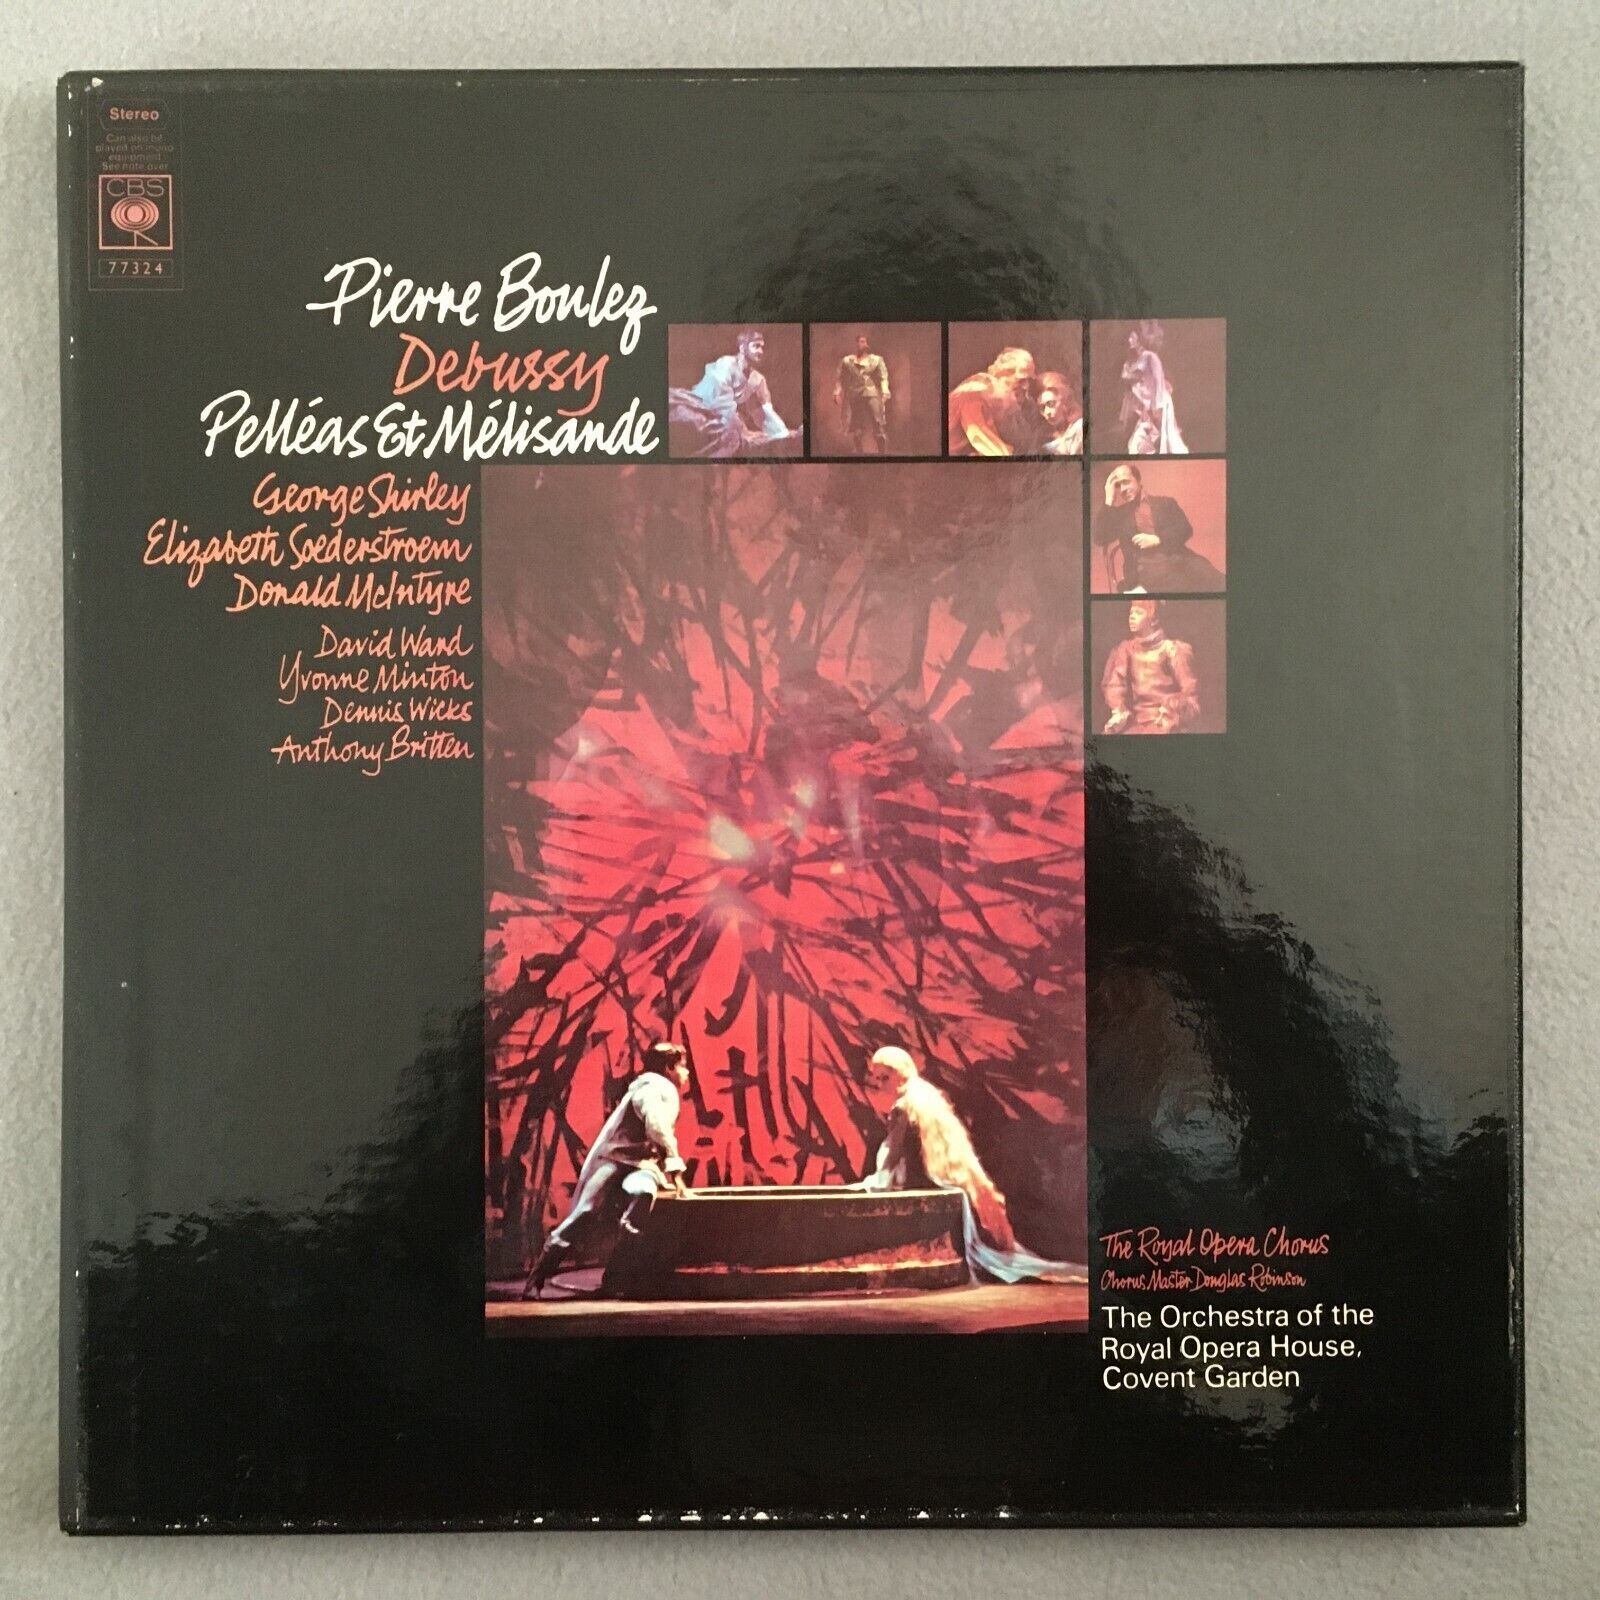 Stereo
Can also be
played on mono
equipment
See note over
CBS
77324
Pierre Boulez
Debussy
Pelléas Et Mélisande
George Shirley
Elizabeth Soederstroem
Donald McIntyre
David Ward
Yvonne Minton
Dennis Wicks
Anthony Britten
The Royal Opera Chorus
Chorus Master Douglas Robinson
The Orchestra of the
Royal Opera House,
Covent Garden